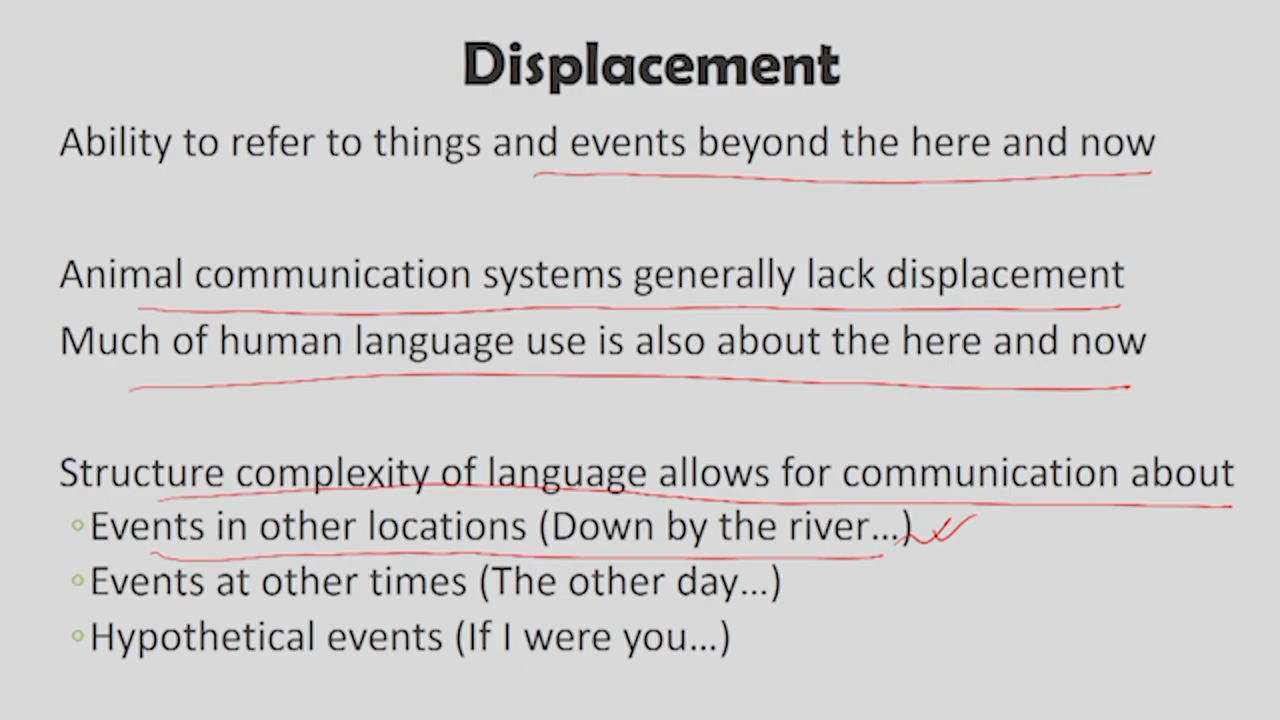 Displacement
Ability to refer to things and events beyond the here and now
Animal communication systems generally lack displacement
Much of human language use is also about the here and now
Structure complexity of language allows for communication about
◦Events in other locations (Down by the river...)
◦Events at other times (The other day...)
◦Hypothetical events (If I were you...)